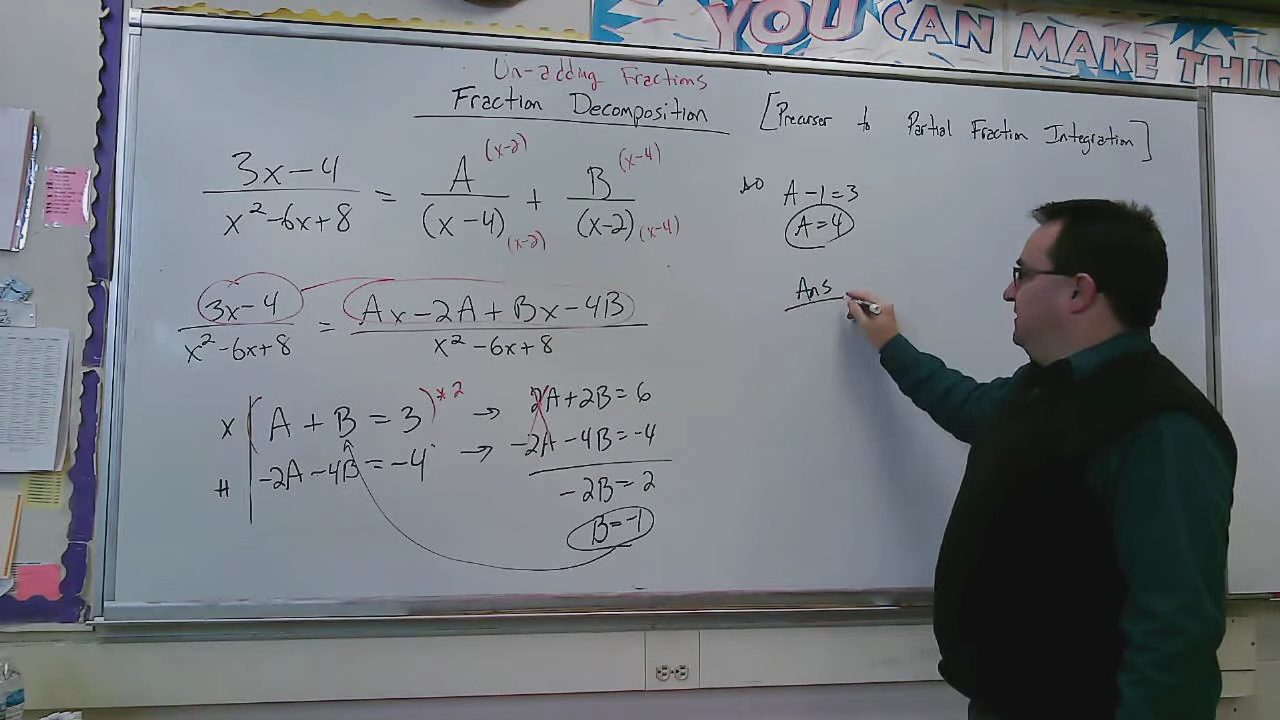 YOU CAN MAKE THIN
Un-adding Fractions
Fraction Decomposition [Precursor to Partial Fraction Integration]
(x-2) (x-4)
3x-4 / x²-6x+8 = A / (x-4) + B / (x-2)
(x-2) (x-4)
3x-4 / x²-6x+8 = Ax-2A+Bx-4B / x²-6x+8
x (A+B=3)*2 → 2A+2B=6
# -2A-4B=-4 → -2A-4B=-4
-2B=2
B=-1
so A-1=3
A=4
Ans